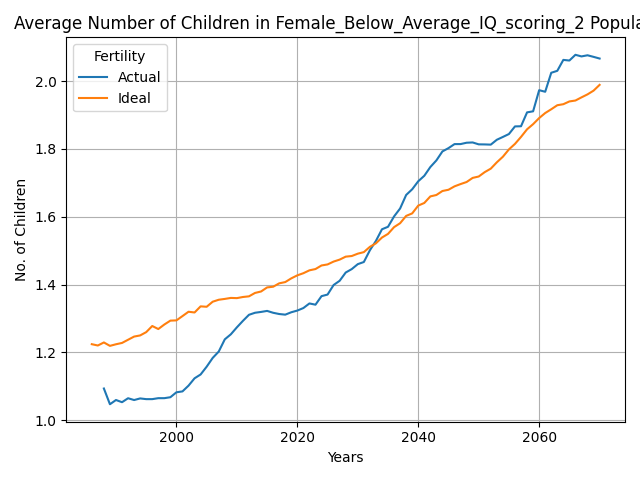 Average Number of Children in Female_Below_Average_IQ_scoring_2 Popula
Fertility
Actual
Ideal
2.0
1.8
1.6
1.4
1.2
1.0
No. of Children
2000
2020
2040
2060
Years